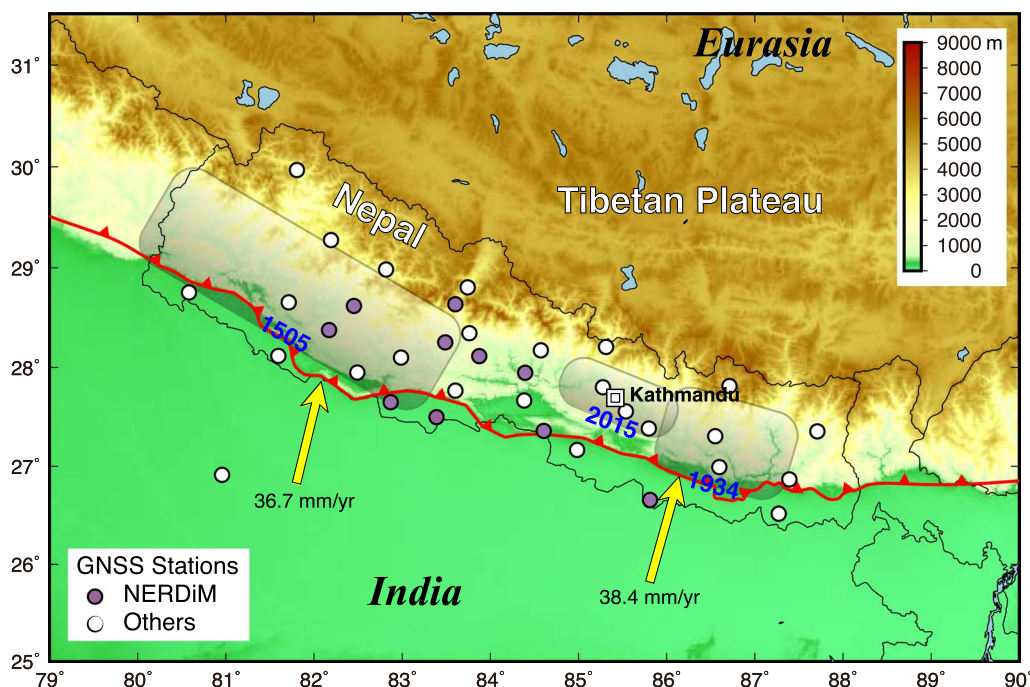 Eurasia
9000 m
8000
7000
6000
5000
4000
3000
2000
1000
0
31°
30°
29°
28°
27°
26°
25°
Nepal
Tibetan Plateau
1505
2015
Kathmandu
1934
36.7 mm/yr
38.4 mm/yr
India
GNSS Stations
NERDiM
Others
79 80 81 82 83 84 85 86 87 88 89 90